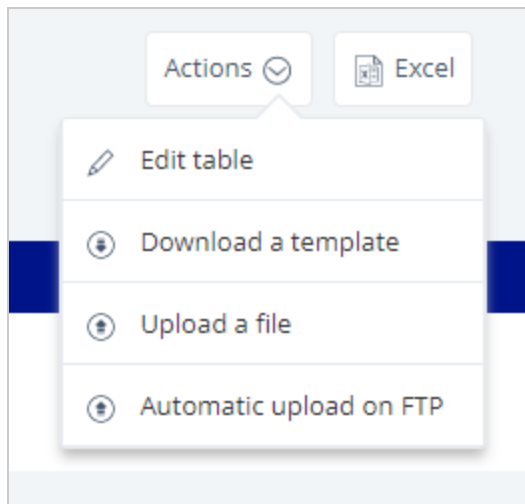 Actions Excel
Edit table
Download a template
Upload a file
Automatic upload on FTP